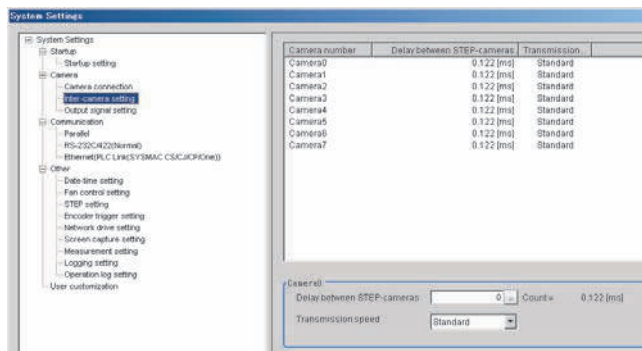 System Settings
System Settings
Startup
Startup setting
Camera
Camera connection
Inter-camera setting
Output signal setting
Communication
Parallel
RS-232C/422(Normal)
Ethernet(PLC Link(SYSMAC CS/CJ/CP/One))
Other
Date-time setting
Fan control setting
STEP setting
Encoder trigger setting
Network drive setting
Screen capture setting
Measurement setting
Logging setting
Operation log setting
User customization
Camera number Delay between STEP-cameras Transmission...
Camera0 0.122 [ms] Standard
Camera1 0.122 [ms] Standard
Camera2 0.122 [ms] Standard
Camera3 0.122 [ms] Standard
Camera4 0.122 [ms] Standard
Camera5 0.122 [ms] Standard
Camera6 0.122 [ms] Standard
Camera7 0.122 [ms] Standard
Camera0
Delay between STEP-cameras 0 ... Count= 0.122 [ms]
Transmission speed Standard